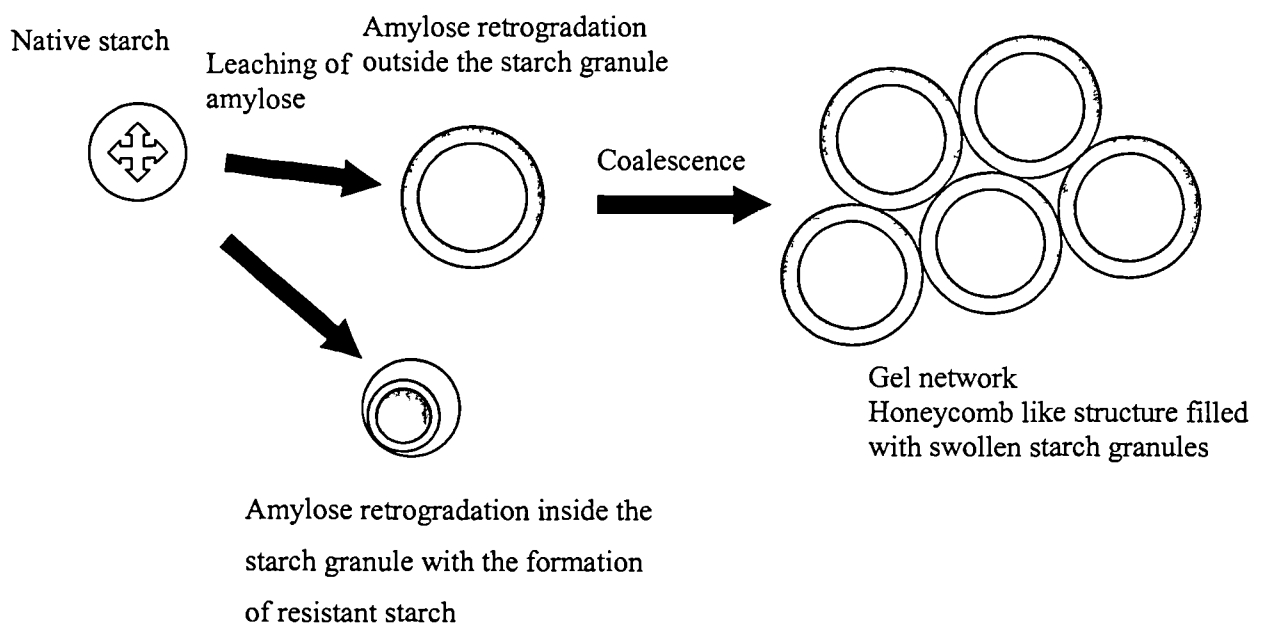 Native starch
Leaching of
amylose
Amylose retrogradation
outside the starch granule
Coalescence
Gel network
Honeycomb like structure filled
with swollen starch granules
Amylose retrogradation inside the
starch granule with the formation
of resistant starch